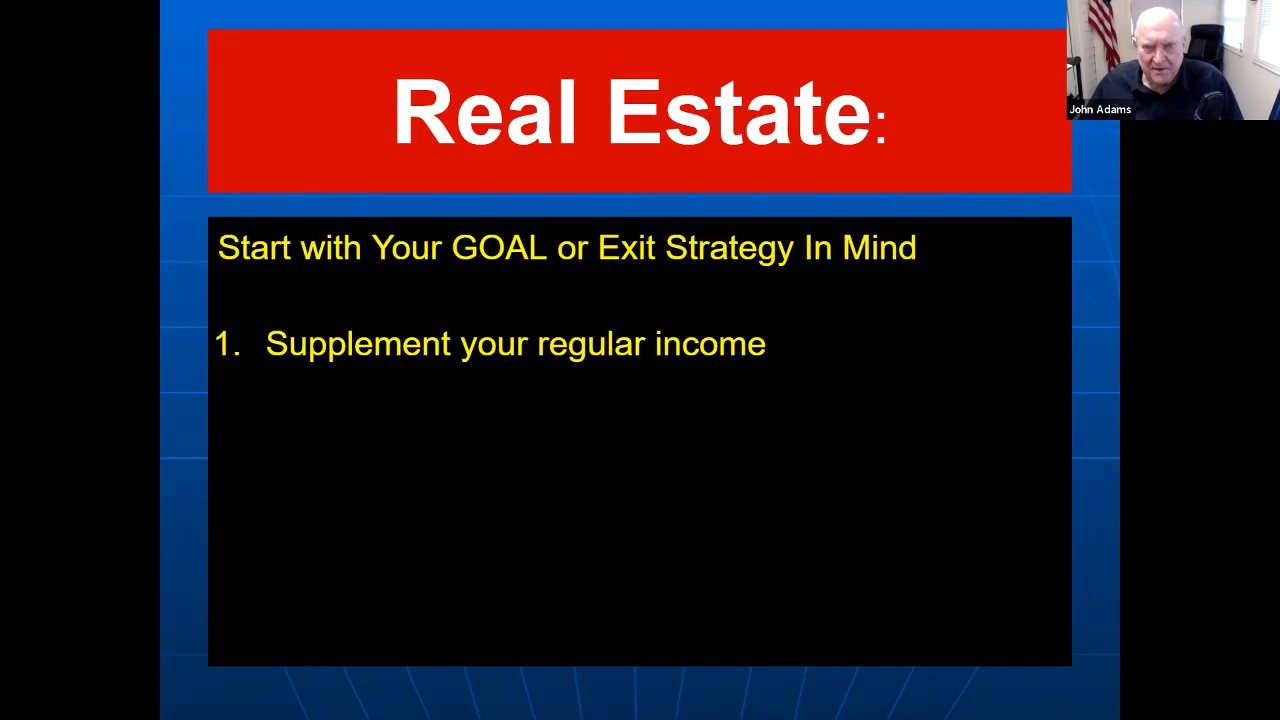 Real Estate:
John Adams
Start with Your GOAL or Exit Strategy In Mind
1. Supplement your regular income